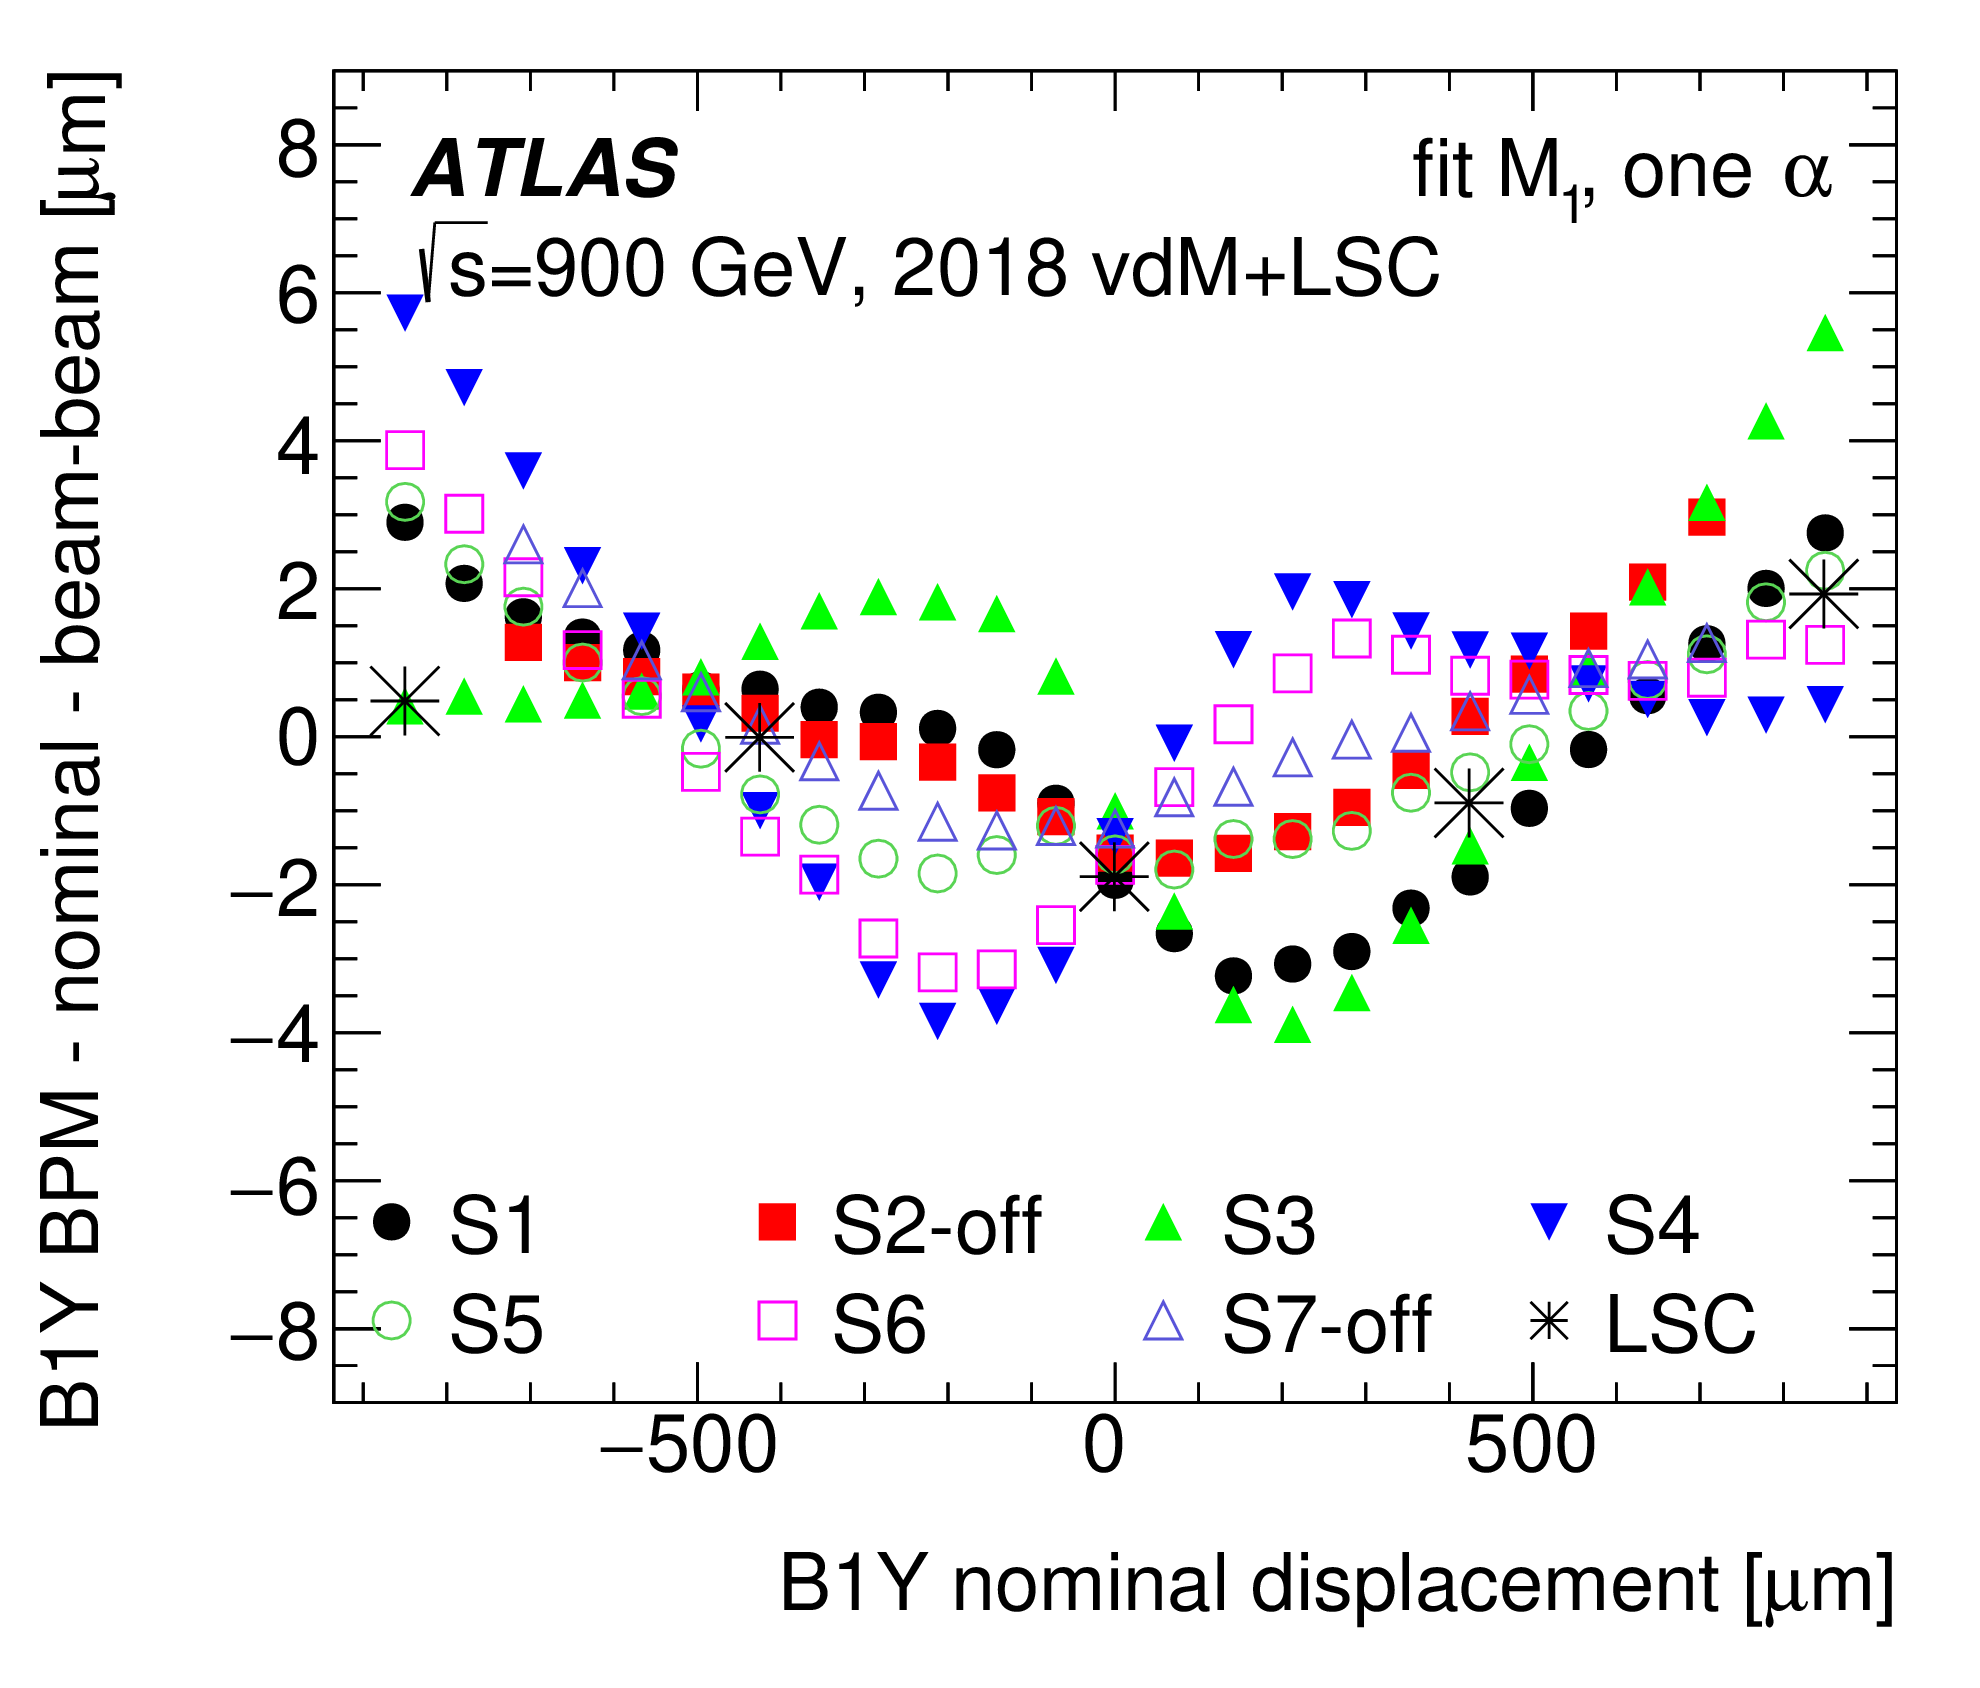 B1Y BPM - nominal - beam-beam [μm]
ATLAS
fit M1, one α
√s=900 GeV, 2018 vdM+LSC
8
6
4
2
0
−2
−4
−6
−8
S1 S2-off S3 S4
S5 S6 S7-off LSC
−500 0 500
B1Y nominal displacement [μm]